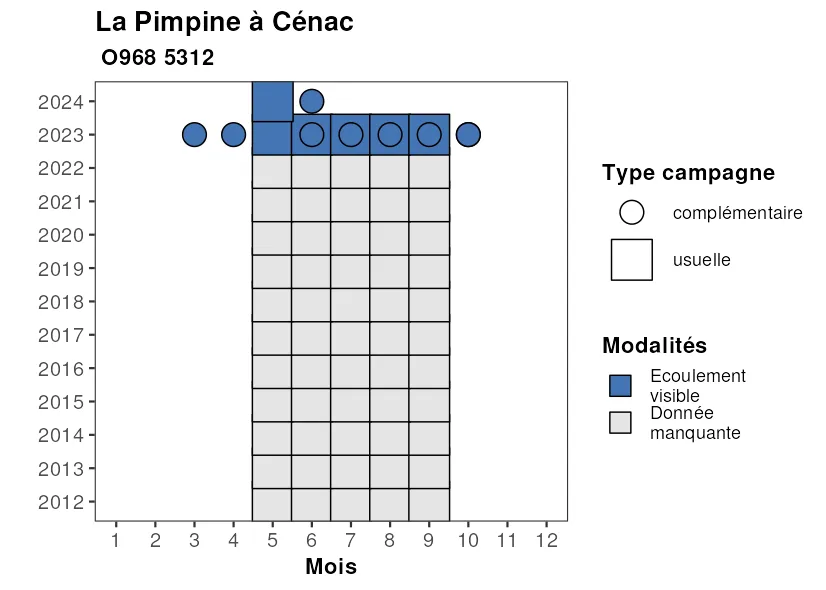 La Pimpine à Cénac
O968 5312
2024
2023
2022
2021
2020
2019
2018
2017
2016
2015
2014
2013
2012
1 2 3 4 5 6 7 8 9 10 11 12
Mois
Type campagne
complémentaire
usuelle
Modalités
Ecoulement
visible
Donnée
manquante